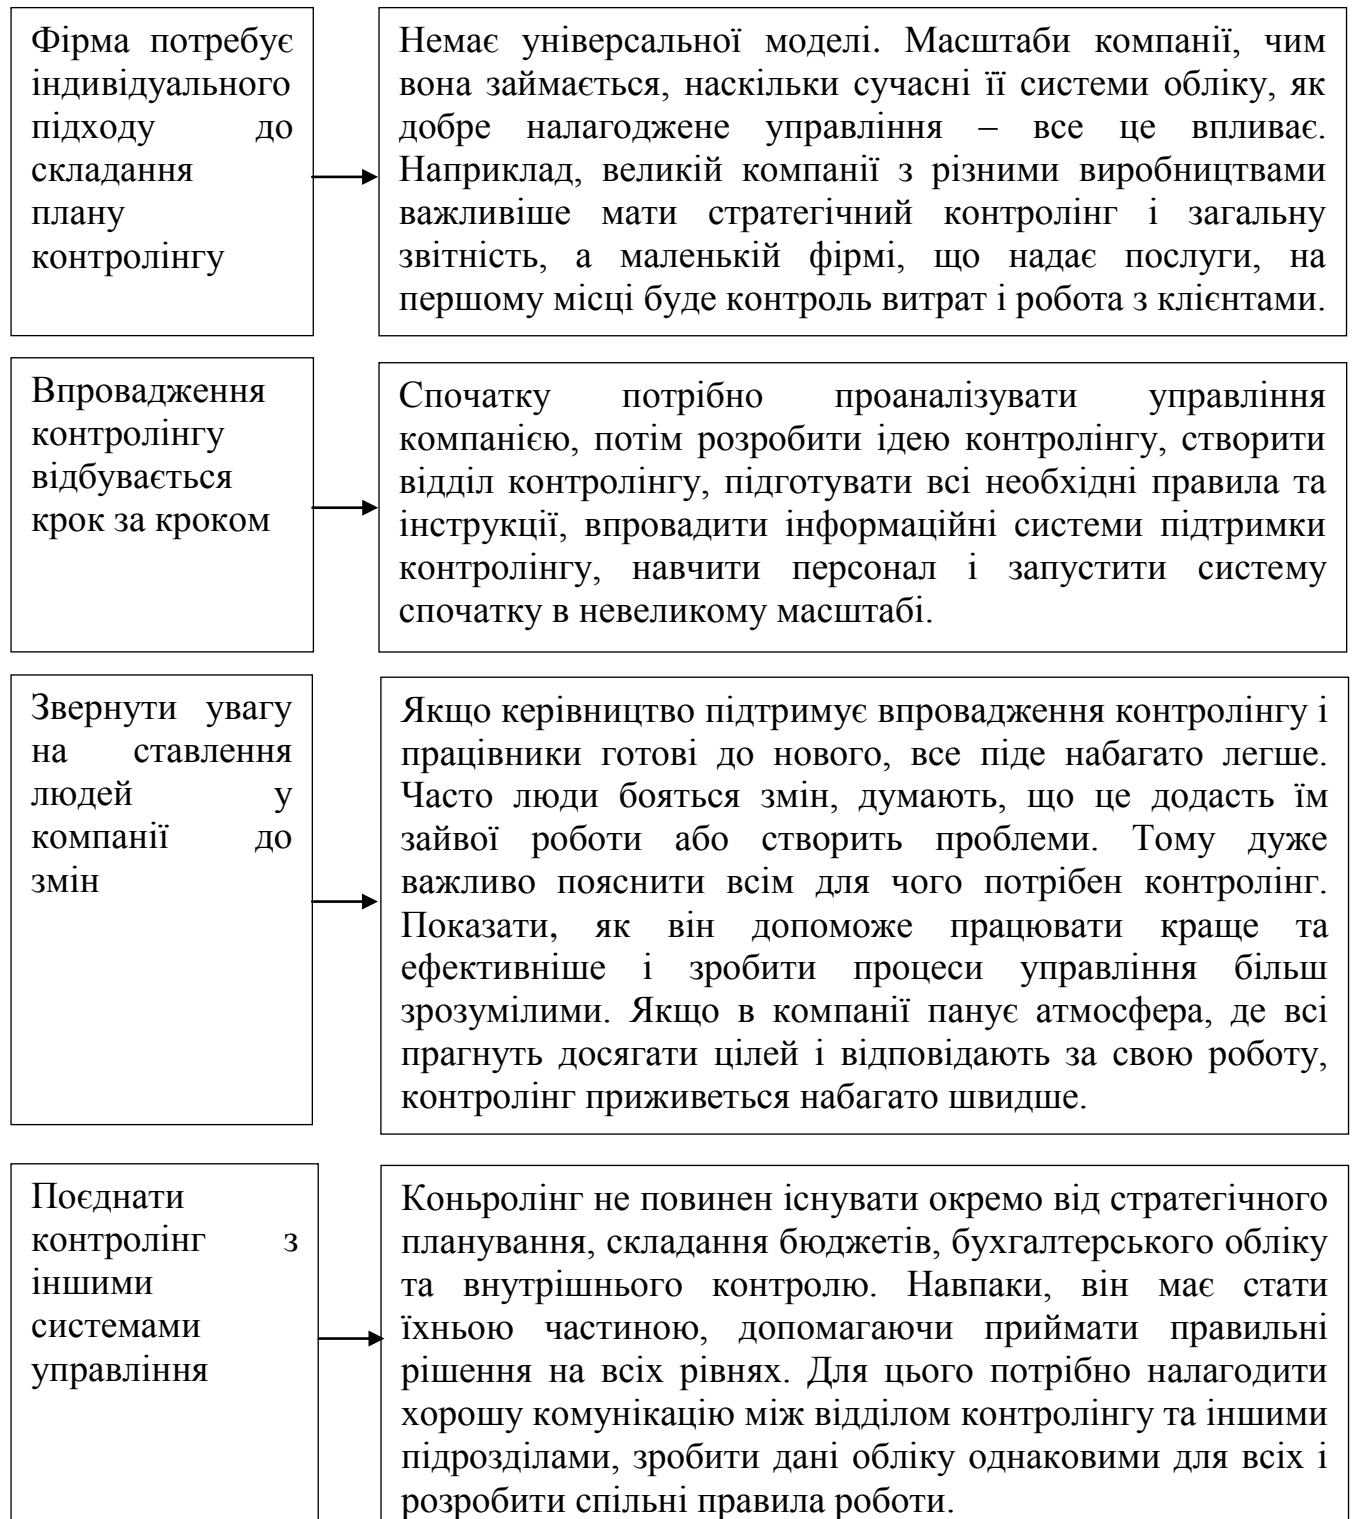 Фірма потребує
індивідуального
підходу до
складання
плану
контролінгу
Немає універсальної моделі. Масштаби компанії, чим
вона займається, наскільки сучасні її системи обліку, як
добре налагоджене управління – все це впливає.
Наприклад, великій компанії з різними виробництвами
важливіше мати стратегічний контролінг і загальну
звітність, а маленькій фірмі, що надає послуги, на
першому місці буде контроль витрат і робота з клієнтами.
Впровадження
контролінгу
відбувається
крок за кроком
Спочатку потрібно проаналізувати управління
компанією, потім розробити ідею контролінгу, створити
відділ контролінгу, підготувати всі необхідні правила та
інструкції, впровадити інформаційні системи підтримки
контролінгу, навчити персонал і запустити систему
спочатку в невеликому масштабі.
Звернути увагу
на ставлення
людей у
компанії до
змін
Якщо керівництво підтримує впровадження контролінгу і
працівники готові до нового, все піде набагато легше.
Часто люди бояться змін, думають, що це додасть їм
зайвої роботи або створить проблеми. Тому дуже
важливо пояснити всім для чого потрібен контролінг.
Показати, як він допоможе працювати краще та
ефективніше і зробити процеси управління більш
зрозумілими. Якщо в компанії панує атмосфера, де всі
прагнуть досягати цілей і відповідають за свою роботу,
контролінг приживеться набагато швидше.
Поєднати
контролінг з
іншими
системами
управління
Коньролінг не повинен існувати окремо від стратегічного
планування, складання бюджетів, бухгалтерського обліку
та внутрішнього контролю. Навпаки, він має стати
їхньою частиною, допомагаючи приймати правильні
рішення на всіх рівнях. Для цього потрібно налагодити
хорошу комунікацію між відділом контролінгу та іншими
підрозділами, зробити дані обліку однаковими для всіх і
розробити спільні правила роботи.